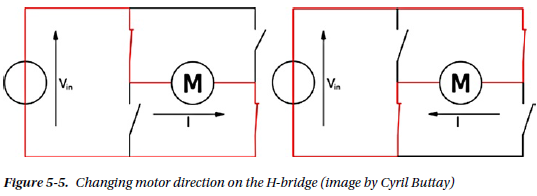 Vin
M
I
Vin
M
I
Figure 5-5. Changing motor direction on the H-bridge (image by Cyril Buttay)